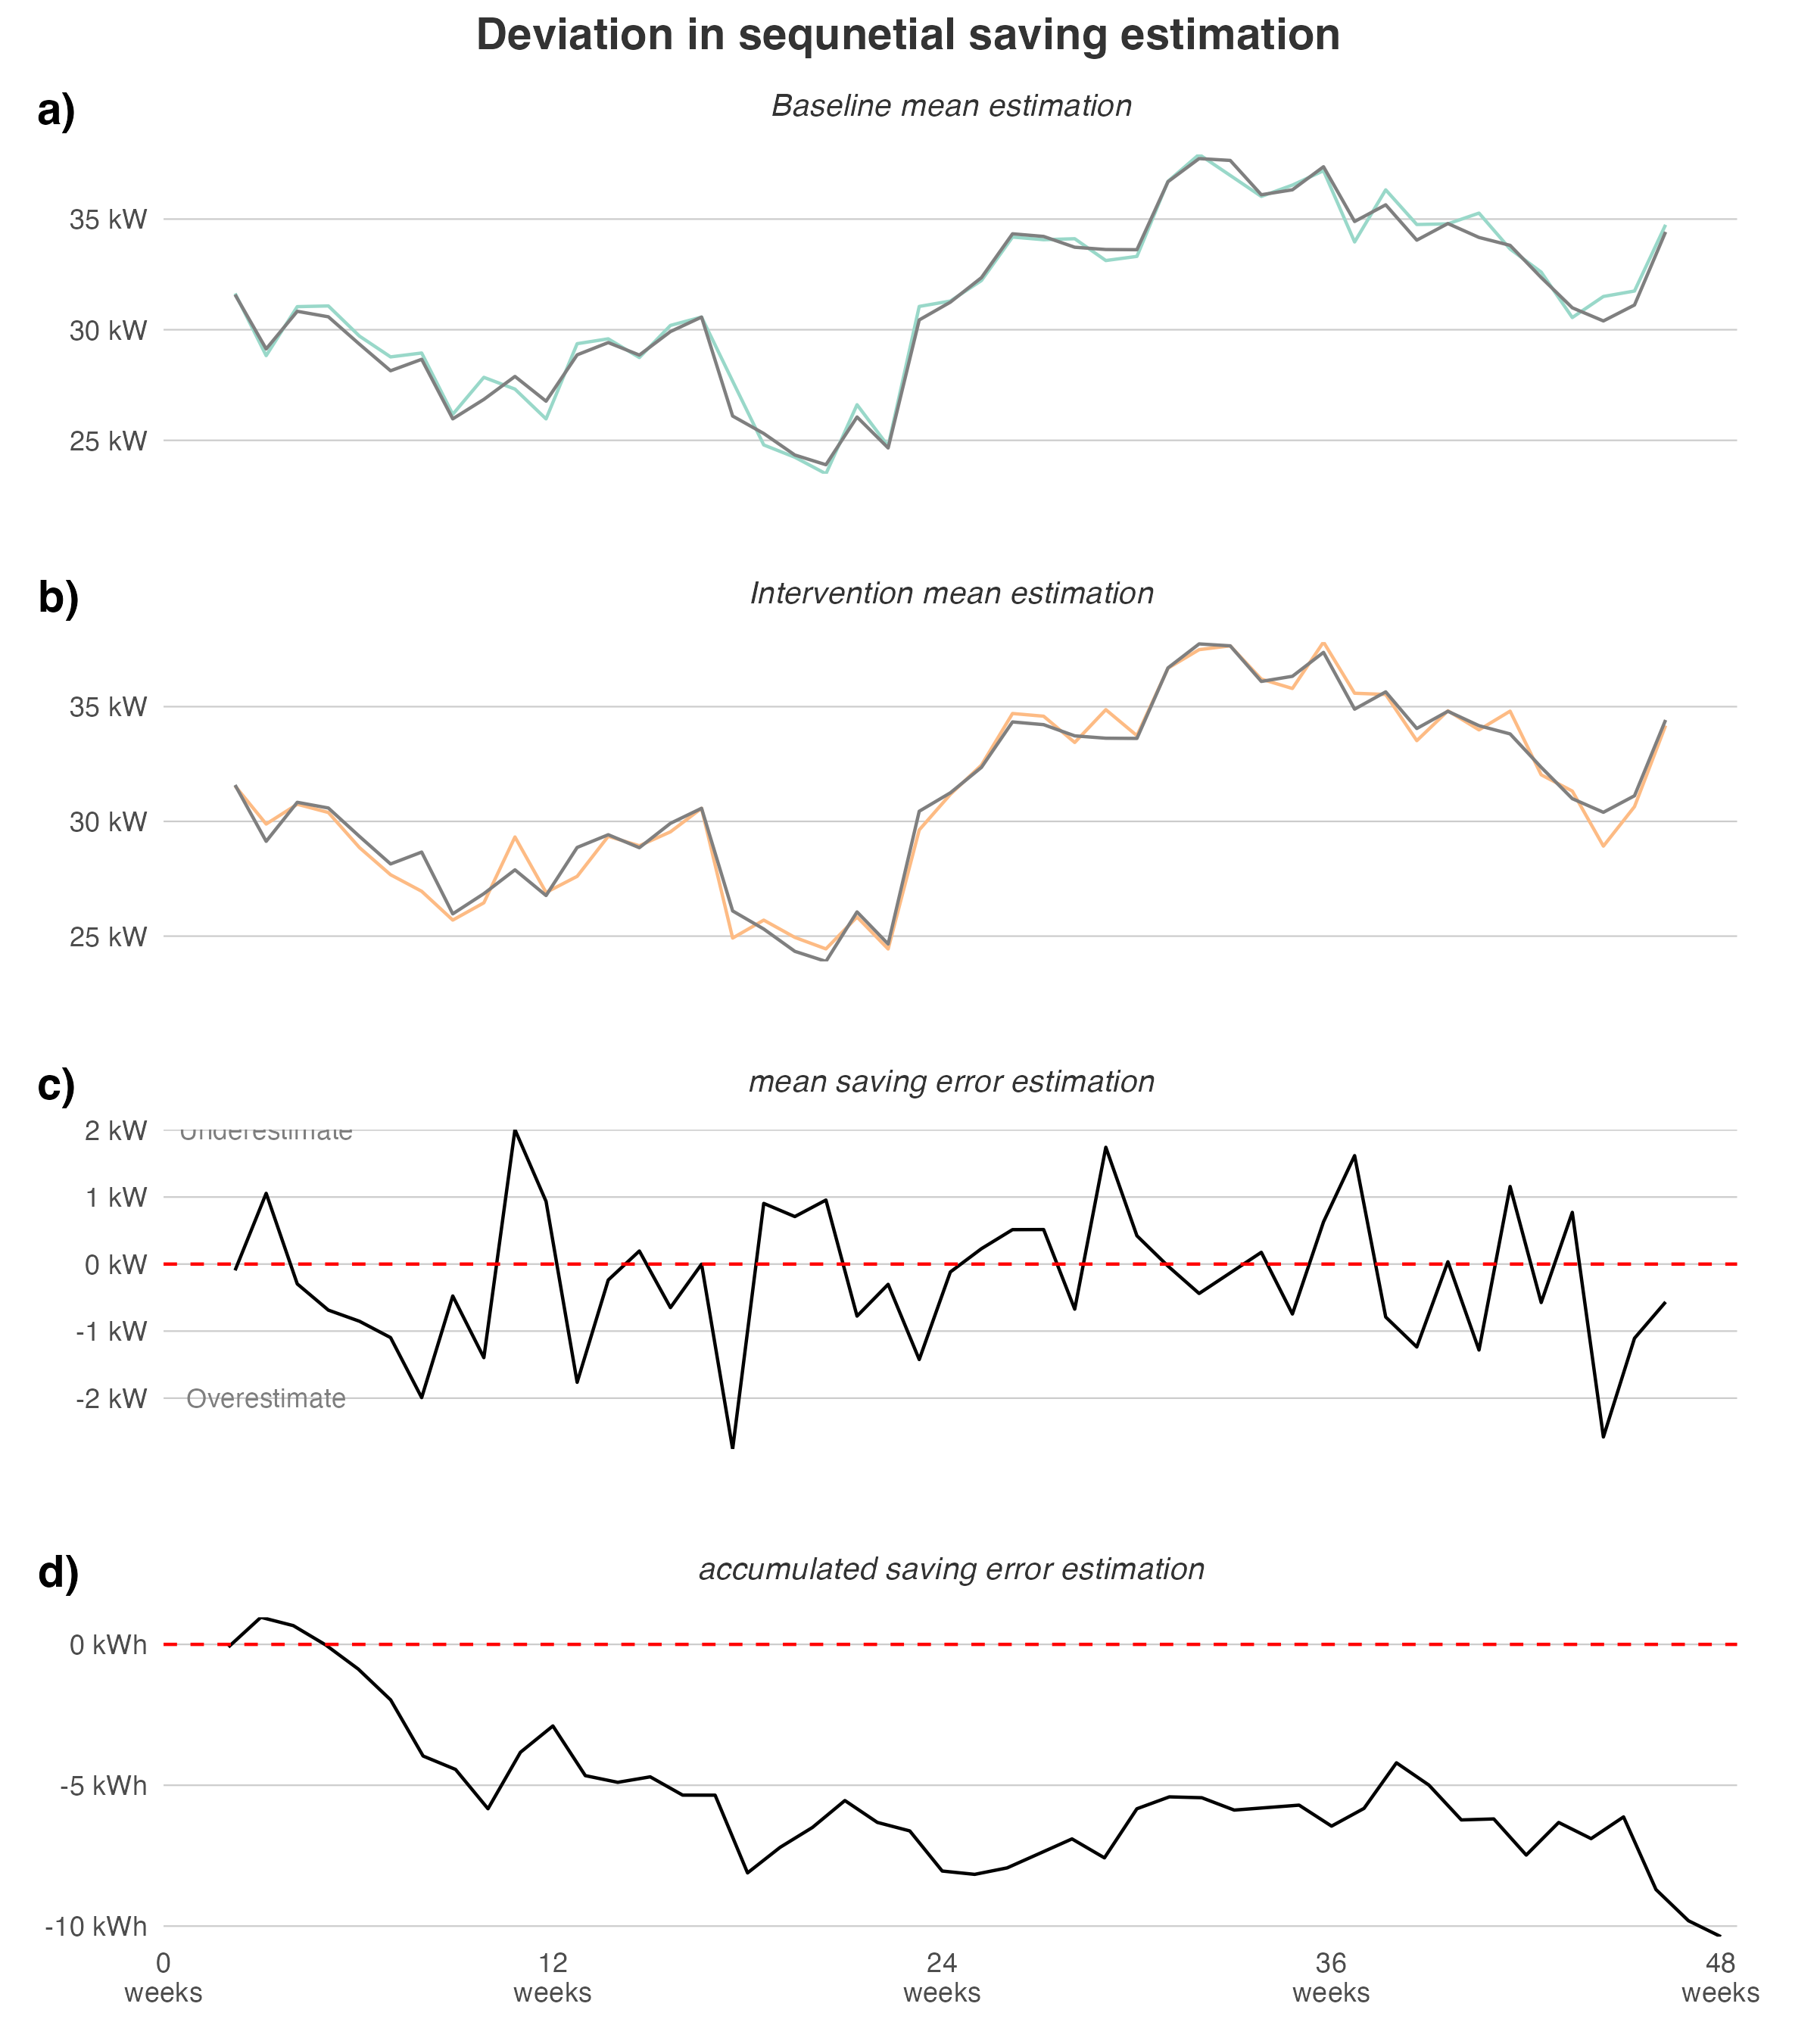 Deviation in sequnetial saving estimation
a)
Baseline mean estimation
35 kW
30 kW
25 kW
b)
Intervention mean estimation
35 kW
30 kW
25 kW
c)
mean saving error estimation
2 kW
Underestimate
1 kW
0 kW
-1 kW
-2 kW
Overestimate
d)
accumulated saving error estimation
0 kWh
-5 kWh
-10 kWh
0 12 24 36 48
weeks weeks weeks weeks weeks